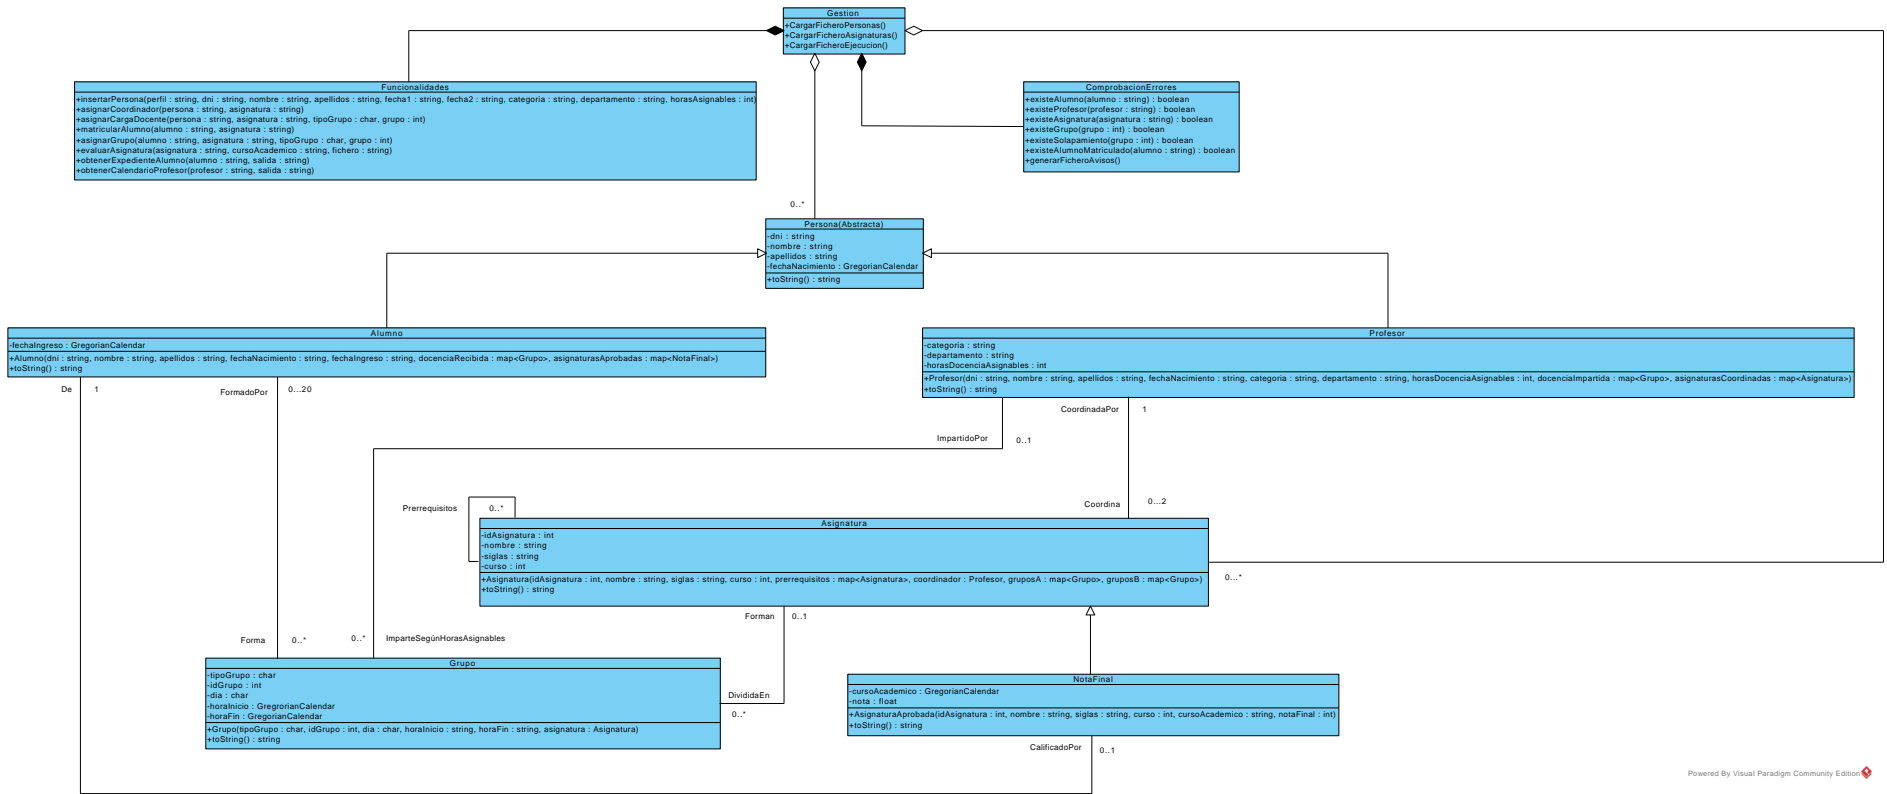 Gestion
+CargarFicheroPersonas()
+CargarFicheroAsignaturas()
+CargarFicheroEjecucion()
Funcionalidades
+insertarPersona(perfil : string, dni : string, nombre : string, apellidos : string, fecha1 : string, fecha2 : string, categoria : string, departamento : string, horasAsignables : int)
+asignarCoordinador(persona : string, asignatura : string)
+asignarCargaDocente(persona : string, asignatura : string, tipoGrupo : char, grupo : int)
+matricularAlumno(alumno : string, asignatura : string)
+asignarGrupo(alumno : string, asignatura : string, tipoGrupo : char, grupo : int)
+evaluarAsignatura(asignatura : string, cursoAcademico : string, fichero : string)
+obtenerExpedienteAlumno(alumno : string, salida : string)
+obtenerCalendarioProfesor(profesor : string, salida : string)
ComprobacionErrores
+existeAlumno(alumno : string) : boolean
+existeProfesor(profesor : string) : boolean
+existeAsignatura(asignatura : string) : boolean
+existeGrupo(grupo : int) : boolean
+existeSolapamiento(grupo : int) : boolean
+existeAlumnoMatriculado(alumno : string) : boolean
+generarFicheroAvisos()
0..*
Persona(Abstracta)
-dni : string
-nombre : string
-apellidos : string
-fechaNacimiento : GregorianCalendar
+toString() : string
Alumno
-fechaIngreso : GregorianCalendar
+Alumno(dni : string, nombre : string, apellidos : string, fechaNacimiento : string, fechaIngreso : string, docenciaRecibida : map<Grupo>, asignaturasAprobadas : map<NotaFinal>)
+toString() : string
Profesor
-categoria : string
-departamento : string
-horasDocenciaAsignables : int
+Profesor(dni : string, nombre : string, apellidos : string, fechaNacimiento : string, categoria : string, departamento : string, horasDocenciaAsignables : int, docenciaImpartida : map<Grupo>, asignaturasCoordinadas : map<Asignatura>)
+toString() : string
De 1
FormadoPor 0...20
CoordinadaPor 1
ImpartidoPor 0..1
Coordina 0...2
Prerrequisitos 0..*
Asignatura
-idAsignatura : int
-nombre : string
-siglas : string
-curso : int
+Asignatura(idAsignatura : int, nombre : string, siglas : string, curso : int, prerrequisitos : map<Asignatura>, coordinador : Profesor, gruposA : map<Grupo>, gruposB : map<Grupo>)
+toString() : string
0...*
Forman 0..1
Forma 0..*
0..* ImparteSegúnHorasAsignables
Grupo
-tipoGrupo : char
-idGrupo : int
-dia : char
-horaInicio : GregrorianCalendar
-horaFin : GregorianCalendar
+Grupo(tipoGrupo : char, idGrupo : int, dia : char, horaInicio : string, horaFin : string, asignatura : Asignatura)
+toString() : string
DivididaEn
0..*
NotaFinal
-cursoAcademico : GregorianCalendar
-nota : float
+AsignaturaAprobada(idAsignatura : int, nombre : string, siglas : string, curso : int, cursoAcademico : string, notaFinal : int)
+toString() : string
CalificadoPor 0..1
Powered By Visual Paradigm Community Edition